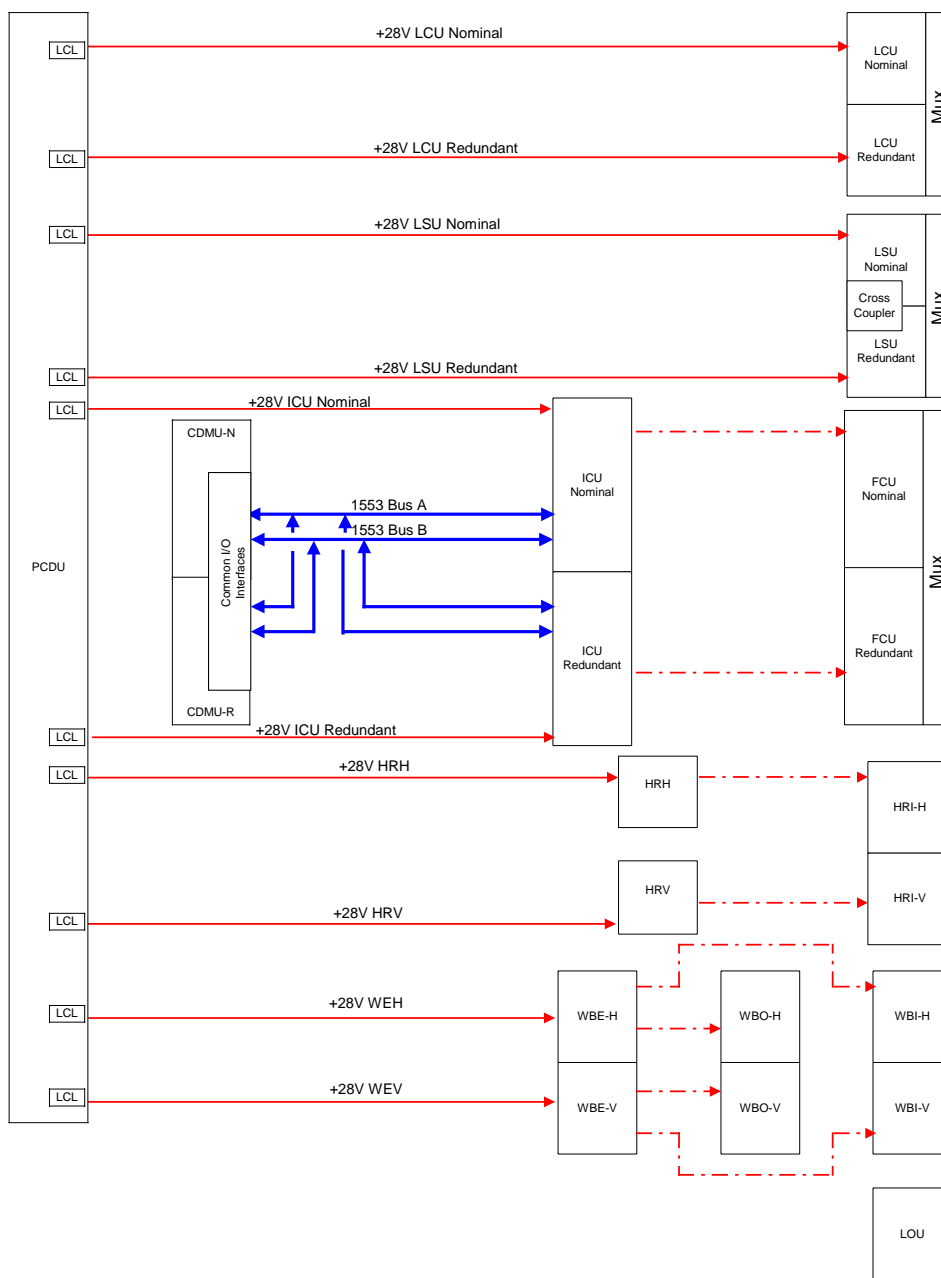 +28V LCU Nominal
LCL
LCU
Nominal
Mux
+28V LCU Redundant
LCL
LCU
Redundant
+28V LSU Nominal
LCL
LSU
Nominal
Cross
Coupler
Mux
LSU
Redundant
+28V LSU Redundant
LCL
+28V ICU Nominal
LCL
CDMU-N
ICU
Nominal
FCU
Nominal
1553 Bus A
1553 Bus B
Common I/O
Interfaces
PCDU
Mux
ICU
Redundant
FCU
Redundant
CDMU-R
+28V ICU Redundant
LCL
+28V HRH
LCL
HRH
HRI-H
HRV
HRI-V
+28V HRV
LCL
+28V WEH
LCL
WBE-H
WBO-H
WBI-H
+28V WEV
LCL
WBE-V
WBO-V
WBI-V
LOU